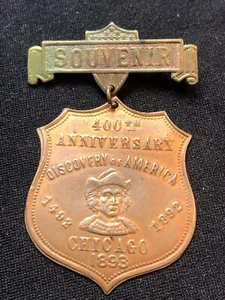 SOUVENIR
400TH
ANNIVERSARY
DISCOVERY OF AMERICA
1492 1892
CHICAGO
1893